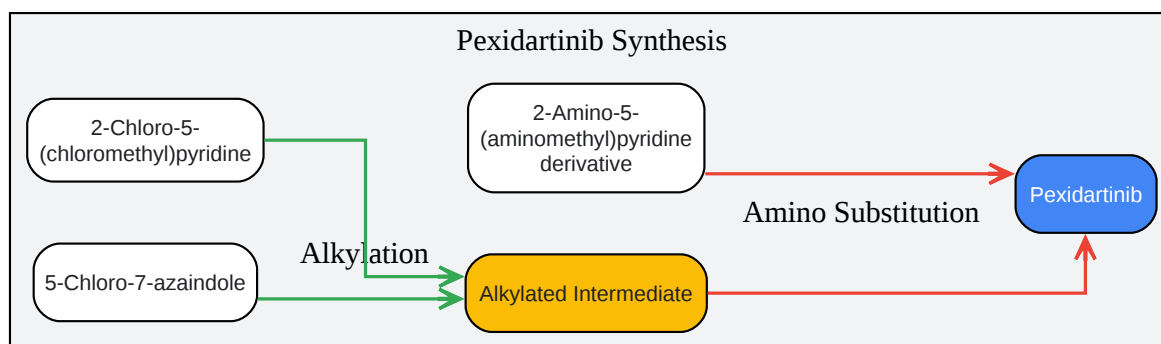 Pexidartinib Synthesis
2-Chloro-5-
(chloromethyl)pyridine
2-Amino-5-
(aminomethyl)pyridine
derivative
Pexidartinib
Amino Substitution
Alkylation
5-Chloro-7-azaindole
Alkylated Intermediate